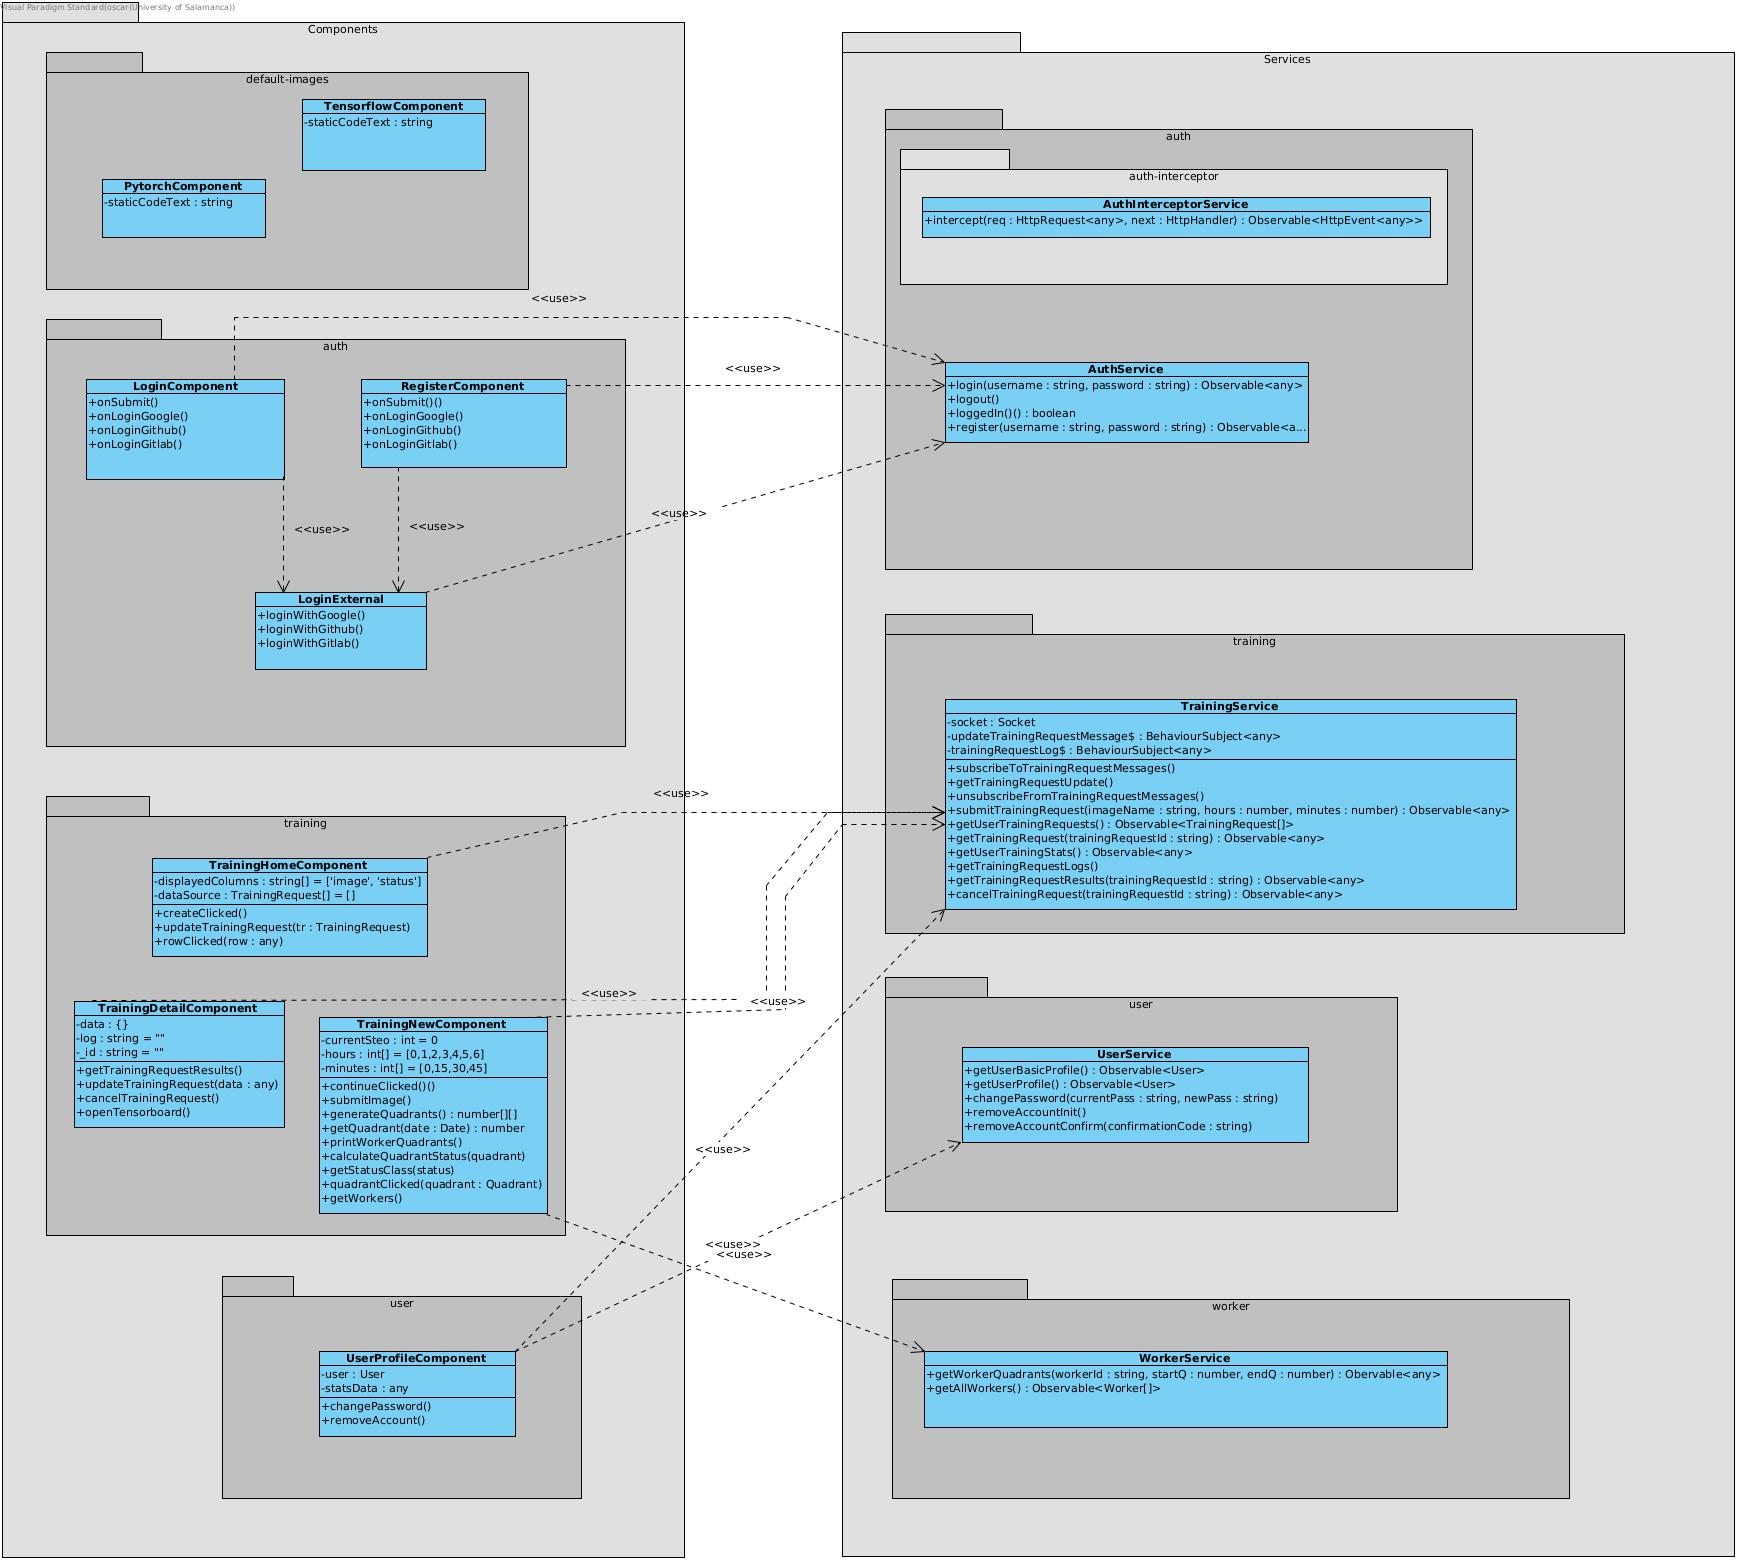 Visual Paradigm Standard(oscar(University of Salamanca))
Components
default-images
TensorflowComponent
-staticCodeText : string
PytorchComponent
-staticCodeText : string
<<use>>
auth
LoginComponent
+onSubmit()
+onLoginGoogle()
+onLoginGithub()
+onLoginGitlab()
RegisterComponent
+onSubmit()()
+onLoginGoogle()
+onLoginGithub()
+onLoginGitlab()
<<use>>
<<use>>
<<use>>
<<use>>
LoginExternal
+loginWithGoogle()
+loginWithGithub()
+loginWithGitlab()
training
<<use>>
TrainingHomeComponent
-displayedColumns : string[] = ['image', 'status']
-dataSource : TrainingRequest[] = []
+createClicked()
+updateTrainingRequest(tr : TrainingRequest)
+rowClicked(row : any)
<<use>>
<<use>>
TrainingDetailComponent
-data : {}
-log : string = ""
-_id : string = ""
+getTrainingRequestResults()
+updateTrainingRequest(data : any)
+cancelTrainingRequest()
+openTensorboard()
TrainingNewComponent
-currentSteo : int = 0
-hours : int[] = [0,1,2,3,4,5,6]
-minutes : int[] = [0,15,30,45]
+continueClicked()()
+submitImage()
+generateQuadrants() : number[][]
+getQuadrant(date : Date) : number
+printWorkerQuadrants()
+calculateQuadrantStatus(quadrant)
+getStatusClass(status)
+quadrantClicked(quadrant : Quadrant)
+getWorkers()
<<use>>
<<use>>
<<use>>
user
UserProfileComponent
-user : User
-statsData : any
+changePassword()
+removeAccount()
Services
auth
auth-interceptor
AuthInterceptorService
+intercept(req : HttpRequest<any>, next : HttpHandler) : Observable<HttpEvent<any>>
AuthService
+login(username : string, password : string) : Observable<any>
+logout()
+loggedIn()() : boolean
+register(username : string, password : string) : Observable<a...
training
TrainingService
-socket : Socket
-updateTrainingRequestMessage$ : BehaviourSubject<any>
-trainingRequestLog$ : BehaviourSubject<any>
+subscribeToTrainingRequestMessages()
+getTrainingRequestUpdate()
+unsubscribeFromTrainingRequestMessages()
+submitTrainingRequest(imageName : string, hours : number, minutes : number) : Observable<any>
+getUserTrainingRequests() : Observable<TrainingRequest[]>
+getTrainingRequest(trainingRequestId : string) : Observable<any>
+getUserTrainingStats() : Observable<any>
+getTrainingRequestLogs()
+getTrainingRequestResults(trainingRequestId : string) : Observable<any>
+cancelTrainingRequest(trainingRequestId : string) : Observable<any>
user
UserService
+getUserBasicProfile() : Observable<User>
+getUserProfile() : Observable<User>
+changePassword(currentPass : string, newPass : string)
+removeAccountInit()
+removeAccountConfirm(confirmationCode : string)
worker
WorkerService
+getWorkerQuadrants(workerId : string, startQ : number, endQ : number) : Obervable<any>
+getAllWorkers() : Observable<Worker[]>